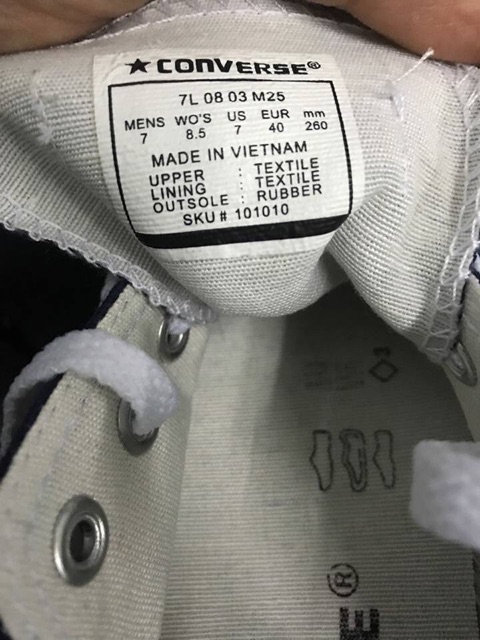 ★CONVERSE®
7L 08 03 M25
MENS WO'S US EUR mm
7 8.5 7 40 260
MADE IN VIETNAM
UPPER : TEXTILE
LINING : TEXTILE
OUTSOLE : RUBBER
SKU # 101010
®